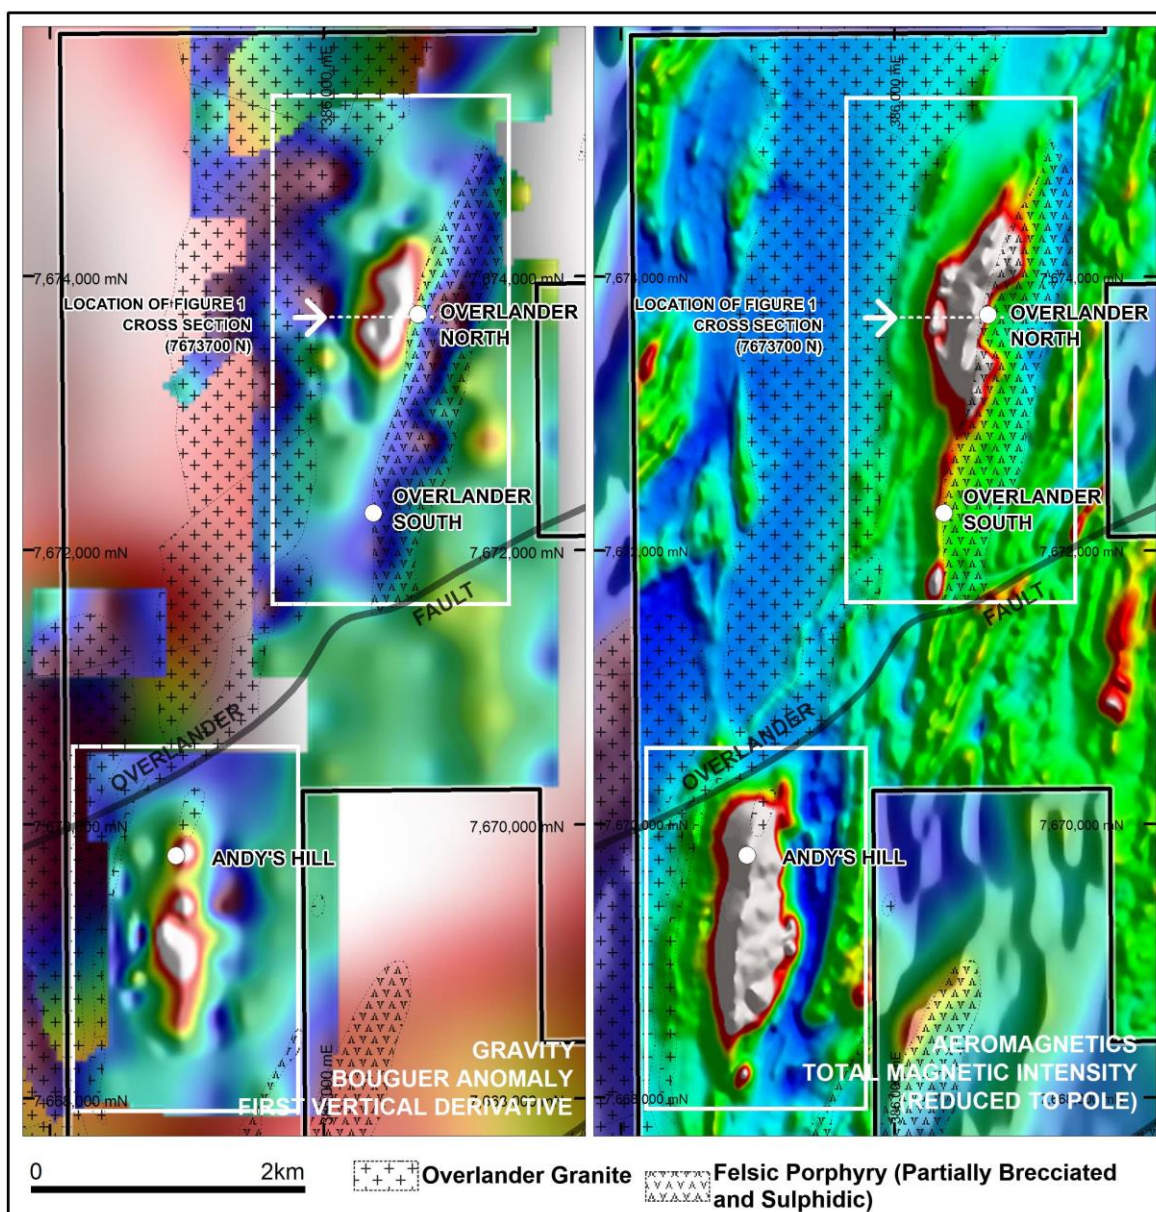 386,000 mE
7,674,000 mN
LOCATION OF FIGURE 1
CROSS SECTION
(7673700 N)
OVERLANDER
NORTH
OVERLANDER
SOUTH
7,672,000 mN
OVERLANDER FAULT
7,670,000 mN
ANDY'S HILL
GRAVITY
BOUGUER ANOMALY
FIRST VERTICAL DERIVATIVE
386,000 mE
7,674,000 mN
7,674,000 mN
LOCATION OF FIGURE 1
CROSS SECTION
(7673700 N)
OVERLANDER
NORTH
OVERLANDER
SOUTH
7,672,000 mN
OVERLANDER FAULT
7,670,000 mN
7,670,000 mN
ANDY'S HILL
AEROMAGNETICS
TOTAL MAGNETIC INTENSITY
(REDUCED TO POLE)
0 2km
Overlander Granite
Felsic Porphyry (Partially Brecciated
and Sulphidic)